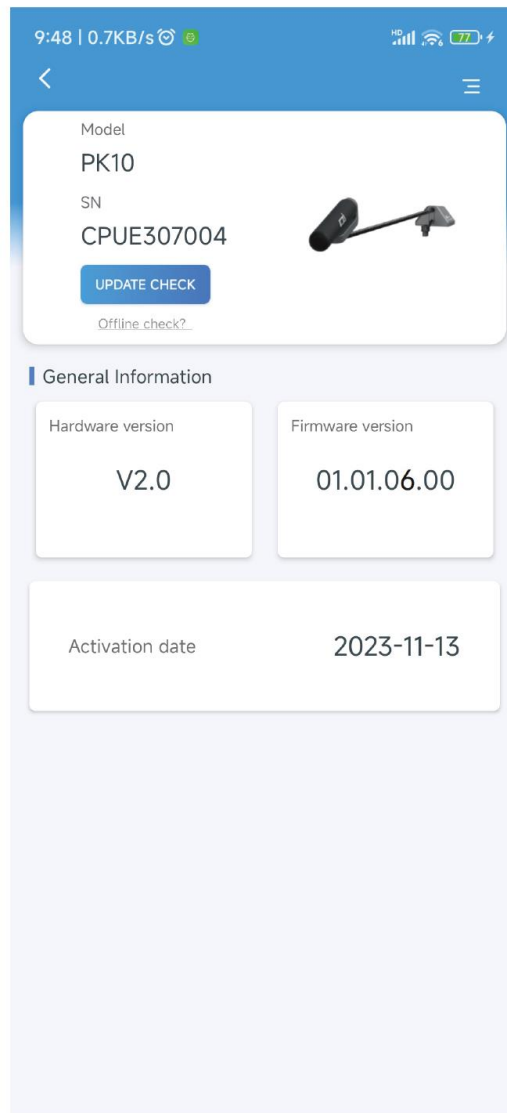 9:48 | 0.7KB/s
HD 77
Model
PK10
SN
CPUE307004
UPDATE CHECK
Offline check?
General Information
Hardware version
V2.0
Firmware version
01.01.06.00
Activation date
2023-11-13